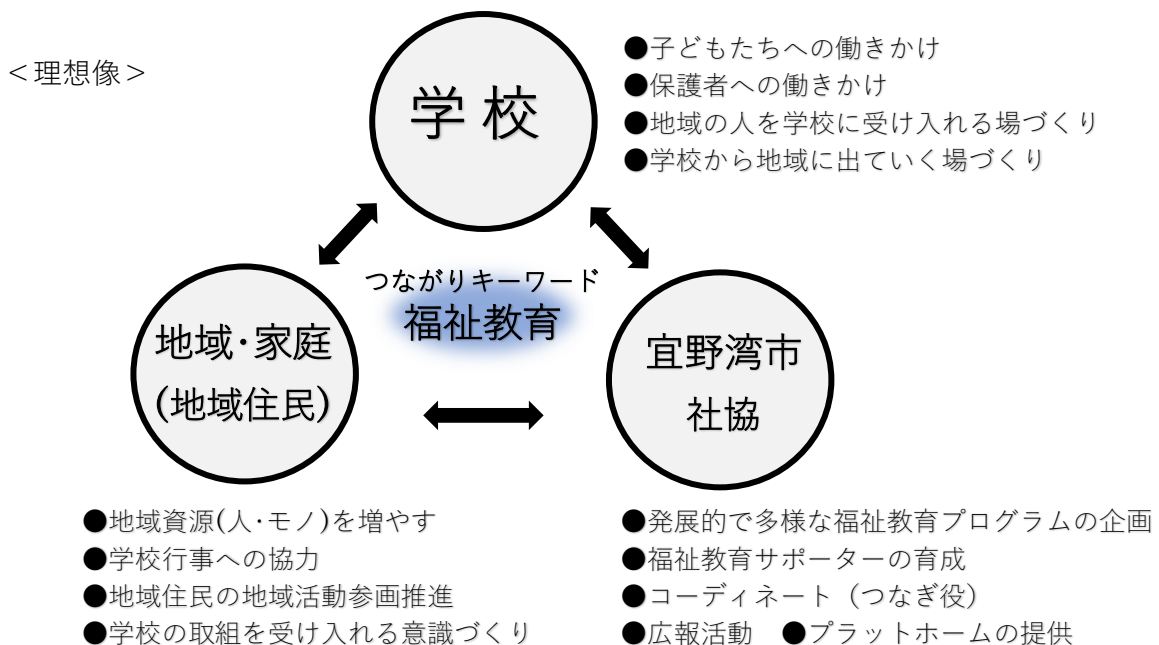 ＜理想像＞
学校
●子どもたちへの働きかけ
●保護者への働きかけ
●地域の人を学校に受け入れる場づくり
●学校から地域に出ていく場づくり
つながりキーワード
福祉教育
地域・家庭
(地域住民)
宜野湾市
社協
●地域資源(人・モノ)を増やす
●学校行事への協力
●地域住民の地域活動参画推進
●学校の取組を受け入れる意識づくり
●発展的で多様な福祉教育プログラムの企画
●福祉教育サポーターの育成
●コーディネート（つなぎ役）
●広報活動　●プラットホームの提供